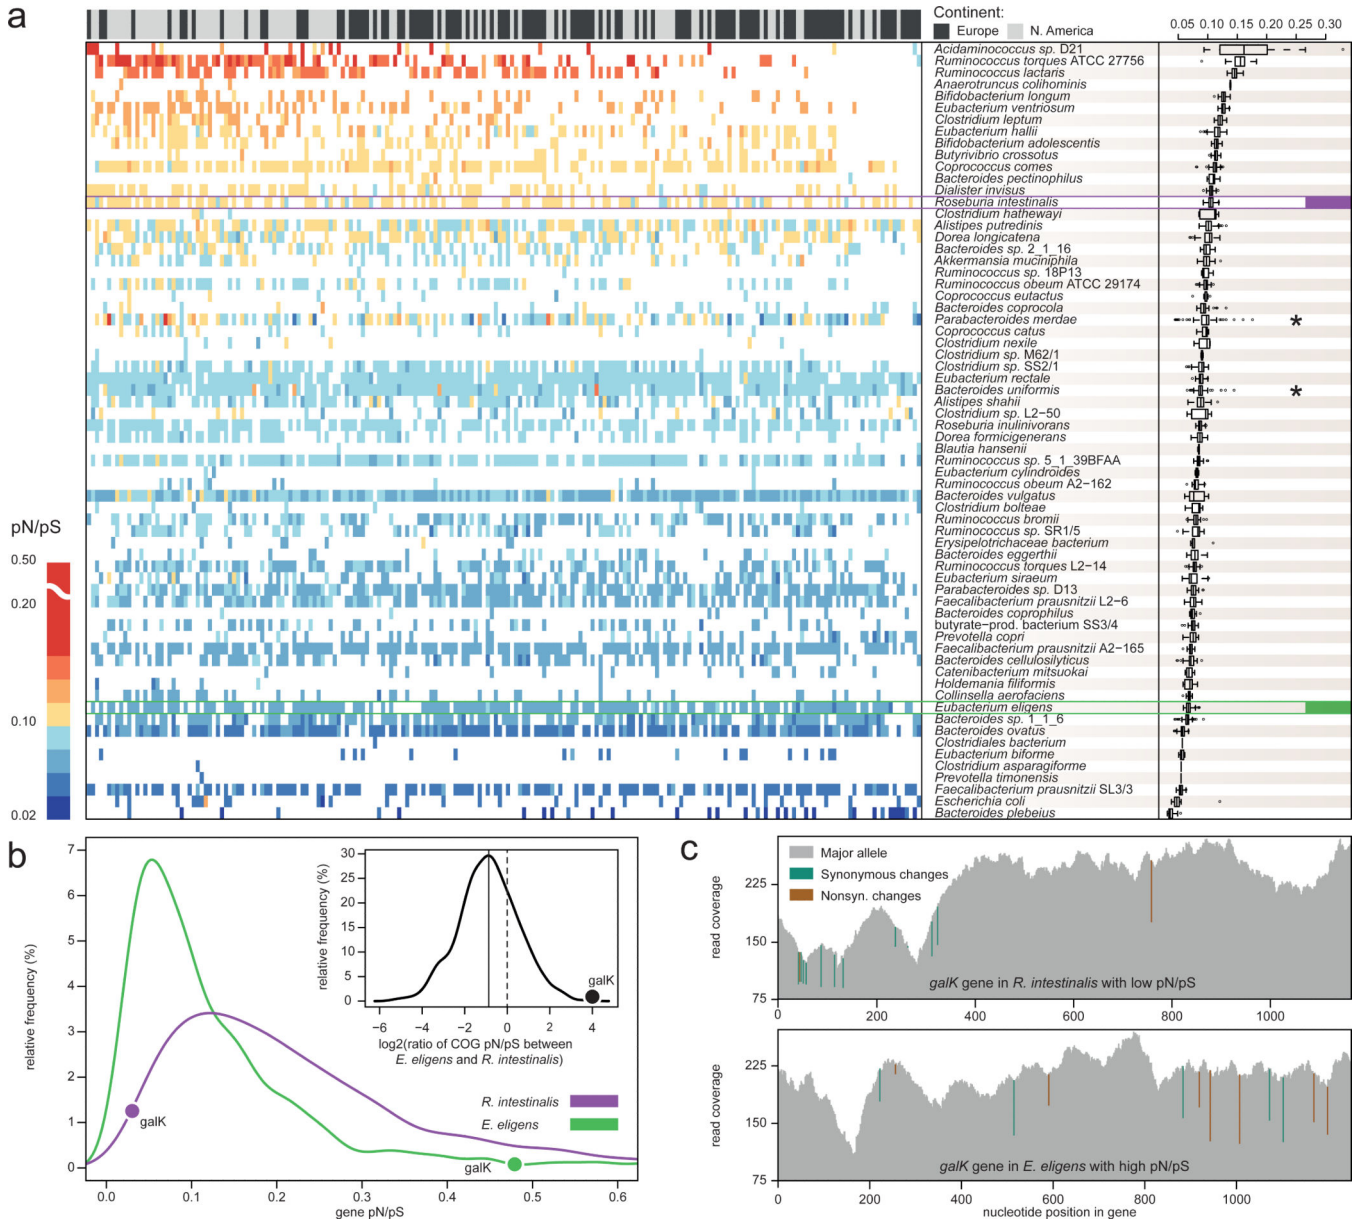 a
Continent:
Europe N. America
0.05 0.10 0.15 0.20 0.25 0.30
Acidaminococcus sp. D21
Ruminococcus torques ATCC 27756
Ruminococcus lactaris
Anaerotruncus colihominis
Bifidobacterium longum
Eubacterium ventriosum
Clostridium leptum
Eubacterium hallii
Bifidobacterium adolescentis
Butyrivibrio crossotus
Coprococcus comes
Bacteroides pectinophilus
Dialister invisus
Roseburia intestinalis
Clostridium hathewayi
Alistipes putredinis
Dorea longicatena
Bacteroides sp. 2_1_16
Akkermansia muciniphila
Ruminococcus sp. 18P13
Ruminococcus obeum ATCC 29174
Coprococcus eutactus
Bacteroides coprocola
Parabacteroides merdae *
Coprococcus catus
Clostridium nexile
Clostridium sp. M62/1
Clostridium sp. SS2/1
Eubacterium rectale
Bacteroides uniformis *
Alistipes shahii
Clostridium sp. L2−50
Roseburia inulinivorans
Dorea formicigenerans
Blautia hansenii
Ruminococcus sp. 5_1_39BFAA
Eubacterium cylindroides
Ruminococcus obeum A2−162
Bacteroides vulgatus
Clostridium bolteae
Ruminococcus bromii
Ruminococcus sp. SR1/5
Erysipelotrichaceae bacterium
Bacteroides eggerthii
Ruminococcus torques L2−14
Eubacterium siraeum
Parabacteroides sp. D13
Faecalibacterium prausnitzii L2−6
Bacteroides coprophilus
butyrate−prod. bacterium SS3/4
Prevotella copri
Faecalibacterium prausnitzii A2−165
Bacteroides cellulosilyticus
Catenibacterium mitsuokai
Holdemania filiformis
Collinsella aerofaciens
Eubacterium eligens
Bacteroides sp. 1_1_6
Bacteroides ovatus
Clostridiales bacterium
Eubacterium biforme
Clostridium asparagiforme
Prevotella timonensis
Faecalibacterium prausnitzii SL3/3
Escherichia coli
Bacteroides plebeius
pN/pS
0.50
0.20
0.10
0.02
b
relative frequency (%)
7
6
5
4
3
2
1
0
0.0 0.1 0.2 0.3 0.4 0.5 0.6
gene pN/pS
galK
galK
R. intestinalis
E. eligens
relative frequency (%)
30
25
20
15
10
5
0
galK
−6 −4 −2 0 2 4
log2(ratio of COG pN/pS between
E. eligens and R. intestinalis)
c
Major allele
Synonymous changes
Nonsyn. changes
read coverage
225
150
75
galK gene in R. intestinalis with low pN/pS
0 200 400 600 800 1000
read coverage
225
150
75
galK gene in E. eligens with high pN/pS
0 200 400 600 800 1000
nucleotide position in gene